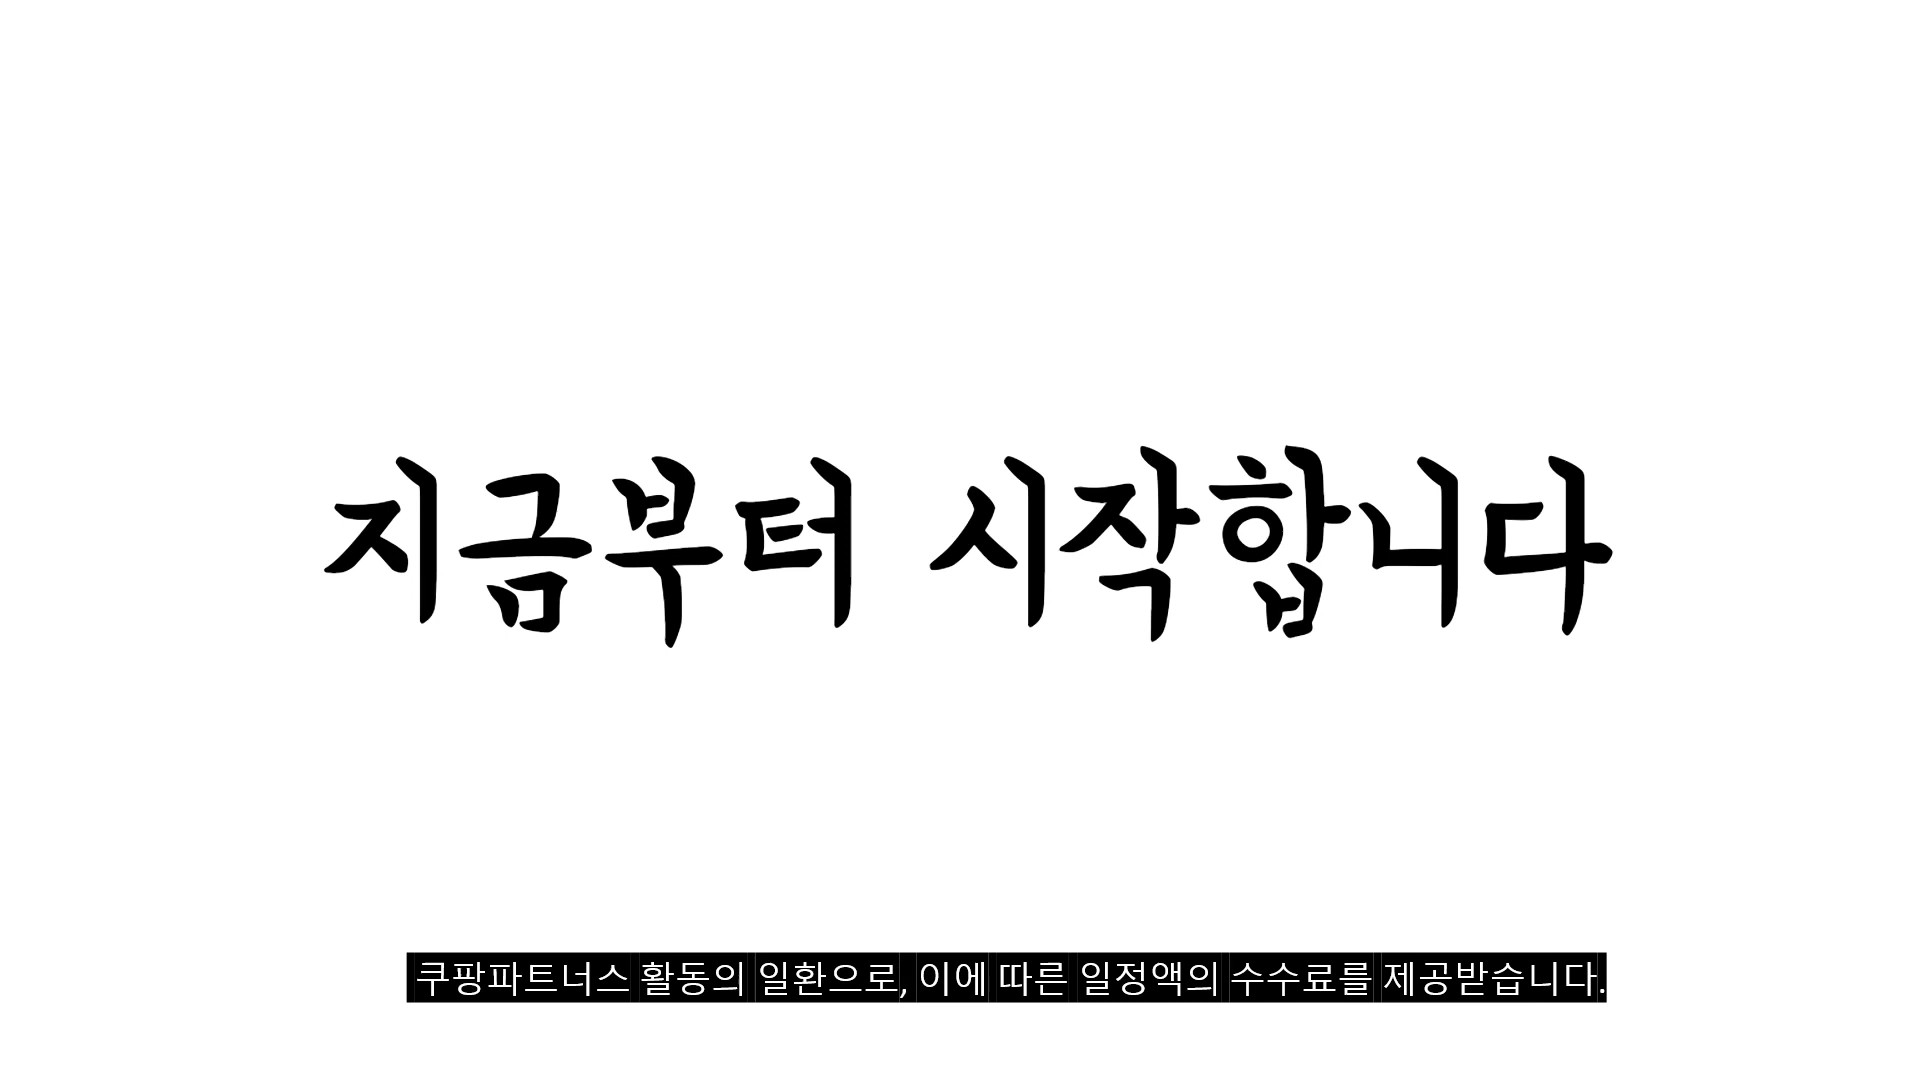 지금부터 시작합니다
쿠팡파트너스 활동의 일환으로, 이에 따른 일정액의 수수료를 제공받습니다.